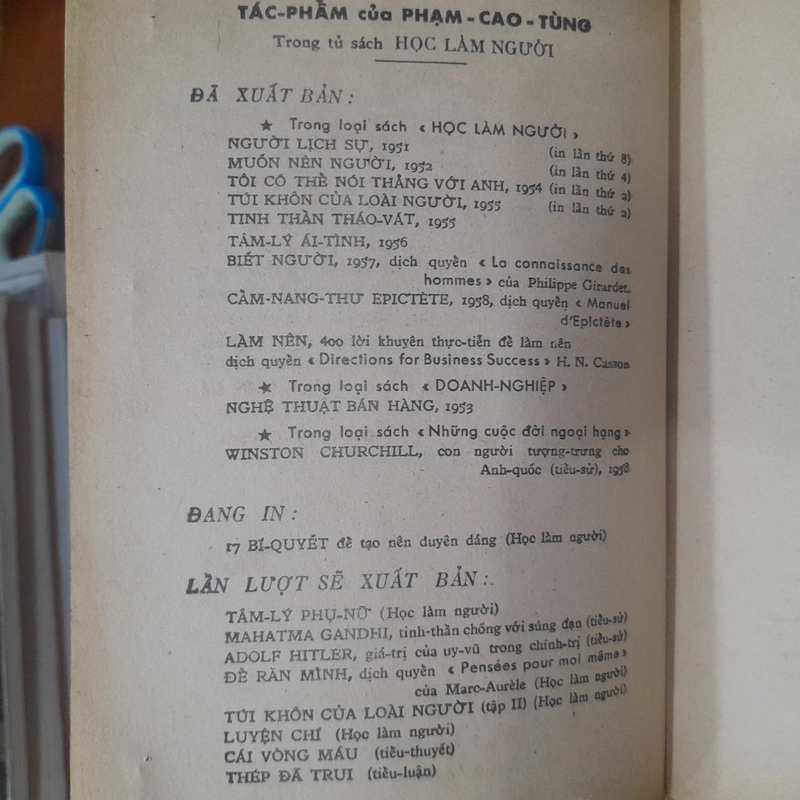 TÁC-PHẨM của PHẠM-CAO-TÙNG
Trong tủ sách HỌC LÀM NGƯỜI
ĐÃ XUẤT BẢN :
★ Trong loại sách « HỌC LÀM NGƯỜI »
NGƯỜI LỊCH SỰ, 1951 (in lần thứ 8)
MUỐN NÊN NGƯỜI, 1952 (in lần thứ 4)
TÔI CÓ THỂ NÓI THẲNG VỚI ANH, 1954 (in lần thứ 2)
TÚI KHÔN CỦA LOÀI NGƯỜI, 1955 (in lần thứ 2)
TINH THẦN THÁO-VÁT, 1955
TÂM-LÝ ÁI-TÌNH, 1956
BIẾT NGƯỜI, 1957, dịch quyển « La connaissance des
hommes » của Philippe Girardet.
CẨM-NANG-THƯ EPICTÈTE, 1958, dịch quyển « Manuel
d'Epictète »
LÀM NÊN, 400 lời khuyên thực-tiễn để làm nên
dịch quyển « Directions for Business Success » H. N. Casson
★ Trong loại sách « DOANH-NGHIỆP »
NGHỆ THUẬT BÁN HÀNG, 1953
★ Trong loại sách « Những cuộc đời ngoại hạng »
WINSTON CHURCHILL, con người tượng-trưng cho
Anh-quốc (tiểu-sử), 1958
ĐANG IN :
17 BÍ-QUYẾT để tạo nên duyên dáng (Học làm người)
LẦN LƯỢT SẼ XUẤT BẢN :
TÂM-LÝ PHỤ-NỮ (Học làm người)
MAHATMA GANDHI, tinh-thần chống với súng đạn (tiểu-sử)
ADOLF HITLER, giá-trị của uy-vũ trong chính-trị (tiểu-sử)
ĐỂ RĂN MÌNH, dịch quyển « Pensées pour moi même »
của Marc-Aurèle (Học làm người)
TÚI KHÔN CỦA LOÀI NGƯỜI (tập II) (Học làm người)
LUYỆN CHÍ (Học làm người)
CÁI VÒNG MÁU (tiểu-thuyết)
THÉP ĐÃ TRUI (tiểu-luận)